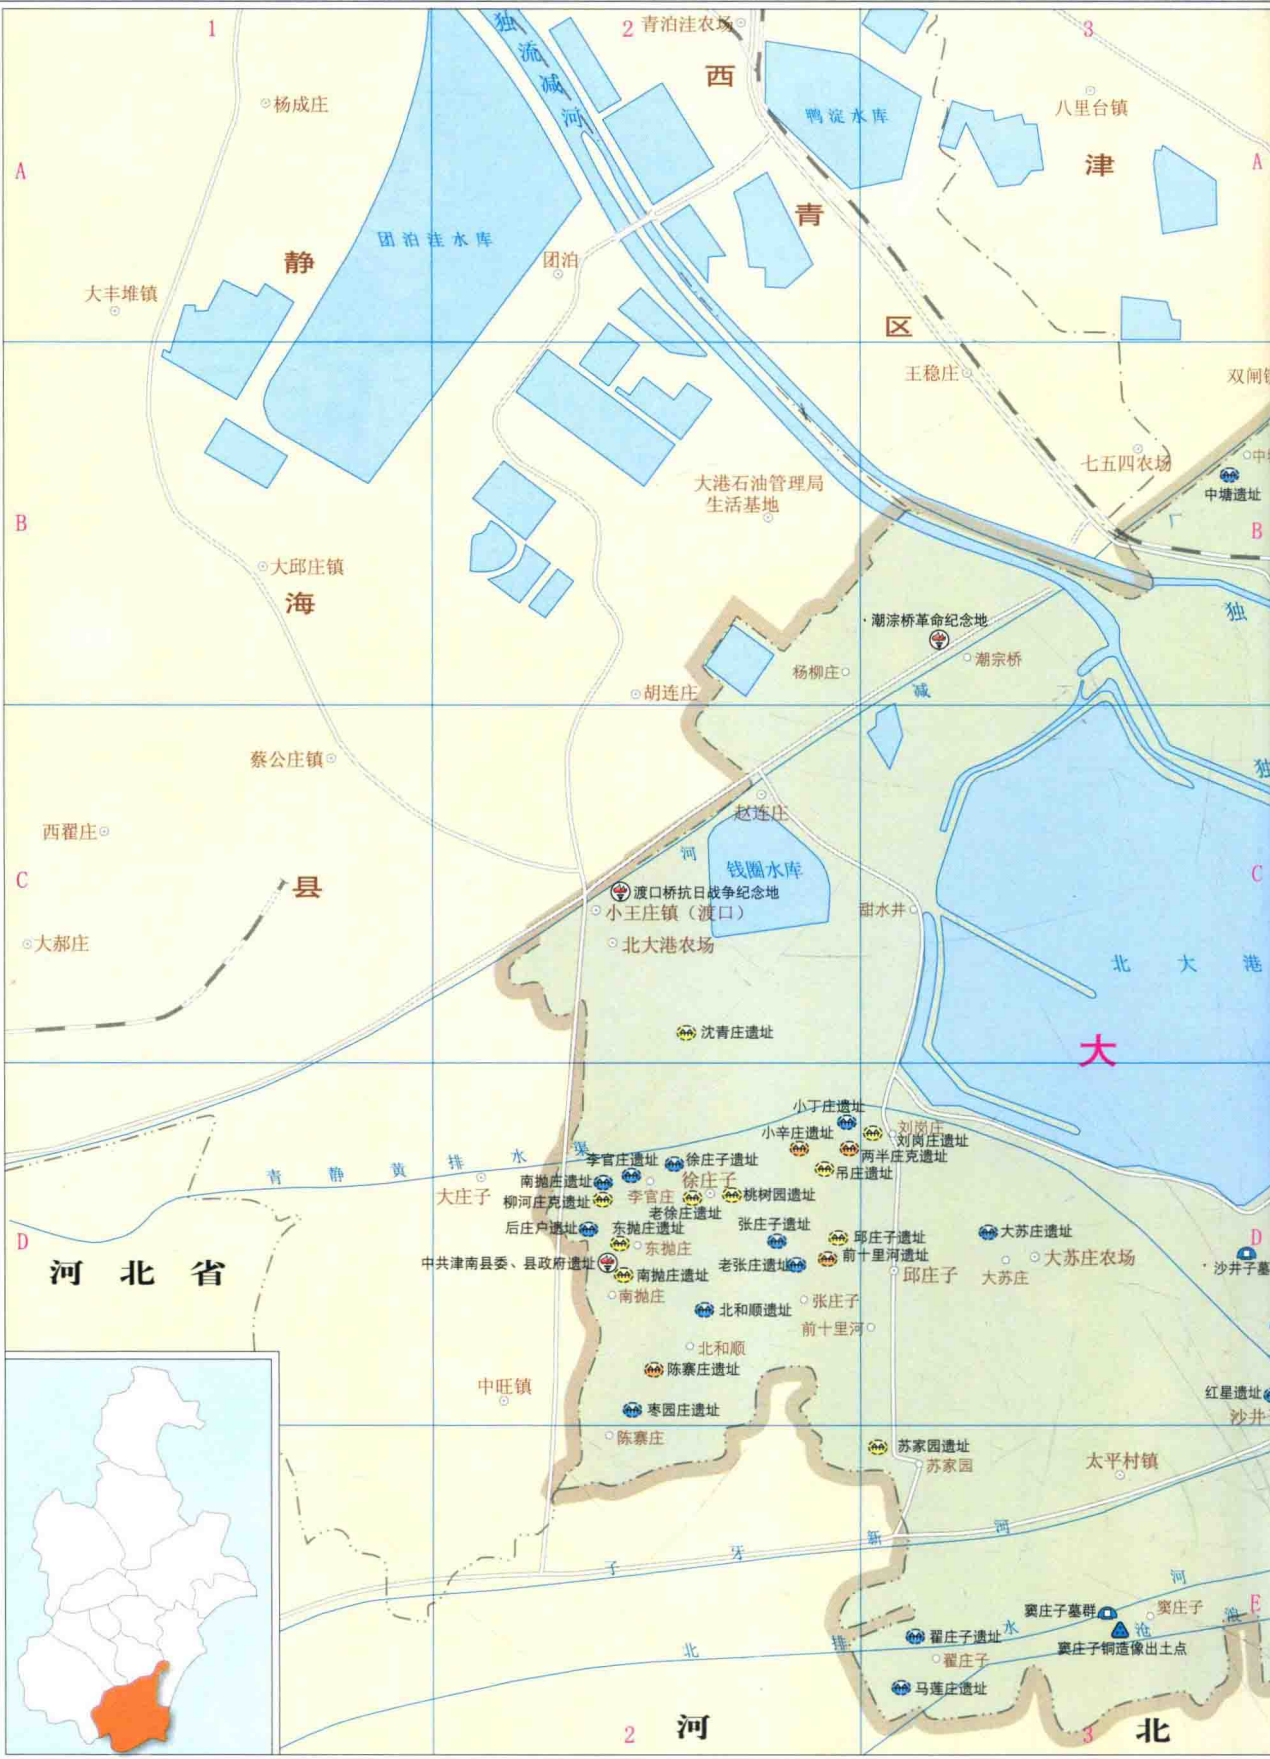 1
2
3
青泊洼农场
独流减河
西
杨成庄
鸭淀水库
八里台镇
A
津
A
青
团泊洼水库
静
团泊
大丰堆镇
区
王稳庄
双闸
七五四农场
中塘遗址
大港石油管理局
生活基地
B
厂
B
大邱庄镇
海
独
潮淙桥革命纪念地
潮宗桥
杨柳庄
减
胡连庄
蔡公庄镇
独
赵连庄
西翟庄
河
钱圈水库
C
县
渡口桥抗日战争纪念地
C
小王庄镇（渡口）
甜水井
大郝庄
北大港农场
北大港
沈青庄遗址
大
小丁庄遗址
小辛庄遗址
刘岗庄
刘岗庄遗址
两半庄克遗址
吊庄遗址
青静黄排水渠
李官庄遗址
徐庄子遗址
南抛庄遗址
徐庄子
大庄子
柳河庄克遗址
李官庄
桃树园遗址
老徐庄遗址
后庄户遗址
东抛庄遗址
张庄子遗址
邱庄子遗址
大苏庄遗址
D
东抛庄
D
前十里河遗址
中共津南县委、县政府遗址
老张庄遗址
大苏庄农场
沙井子墓
河北省
南抛庄遗址
邱庄子
大苏庄
南抛庄
北和顺遗址
张庄子
前十里河
北和顺
陈寨庄遗址
中旺镇
红星遗址
枣园庄遗址
沙井
陈寨庄
苏家园遗址
苏家园
太平村镇
子牙新河
河
窦庄子墓群
窦庄子
E
沧浪
水
翟庄子遗址
窦庄子铜造像出土点
北排
翟庄子
马莲庄遗址
2
河
3
北